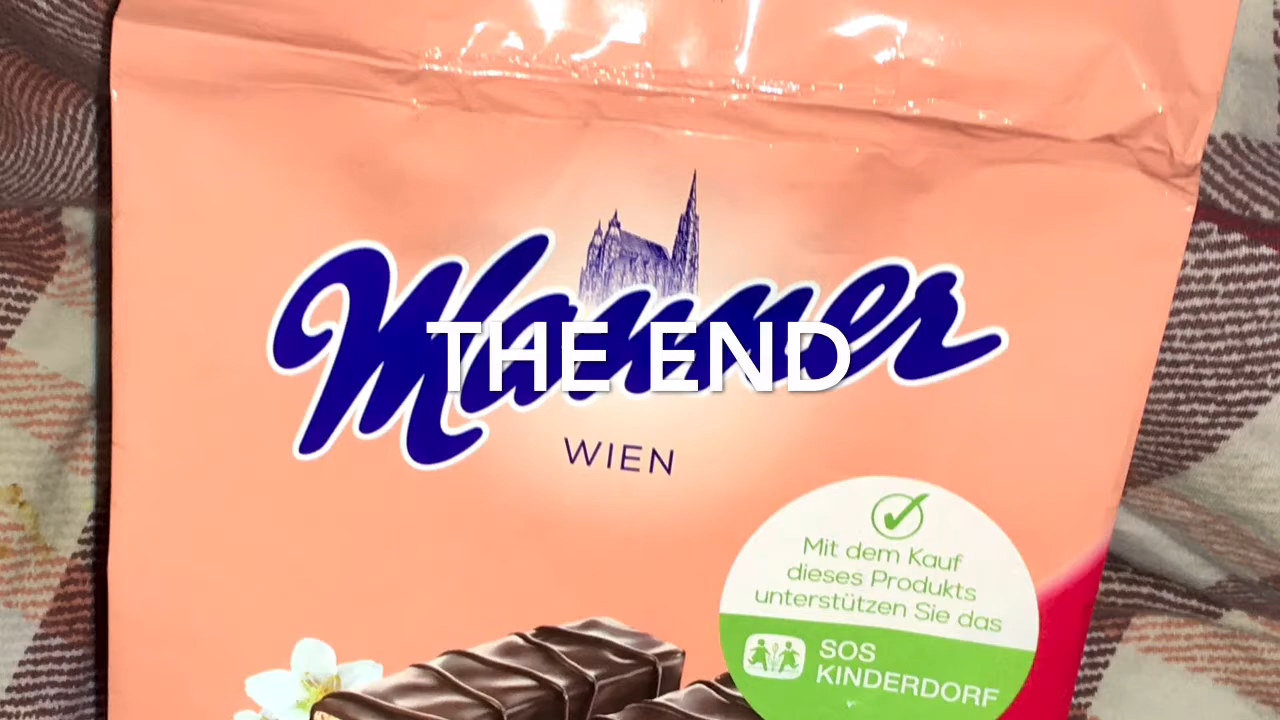 Manner
THE END
WIEN
Mit dem Kauf
dieses Produkts
unterstützen Sie das
SOS
KINDERDORF